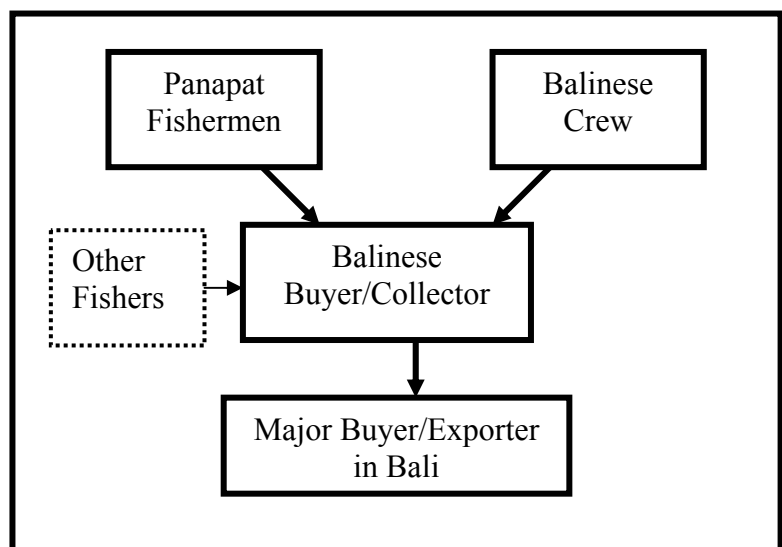 Panapat
Fishermen
Balinese
Crew
Other
Fishers
Balinese
Buyer/Collector
Major Buyer/Exporter
in Bali